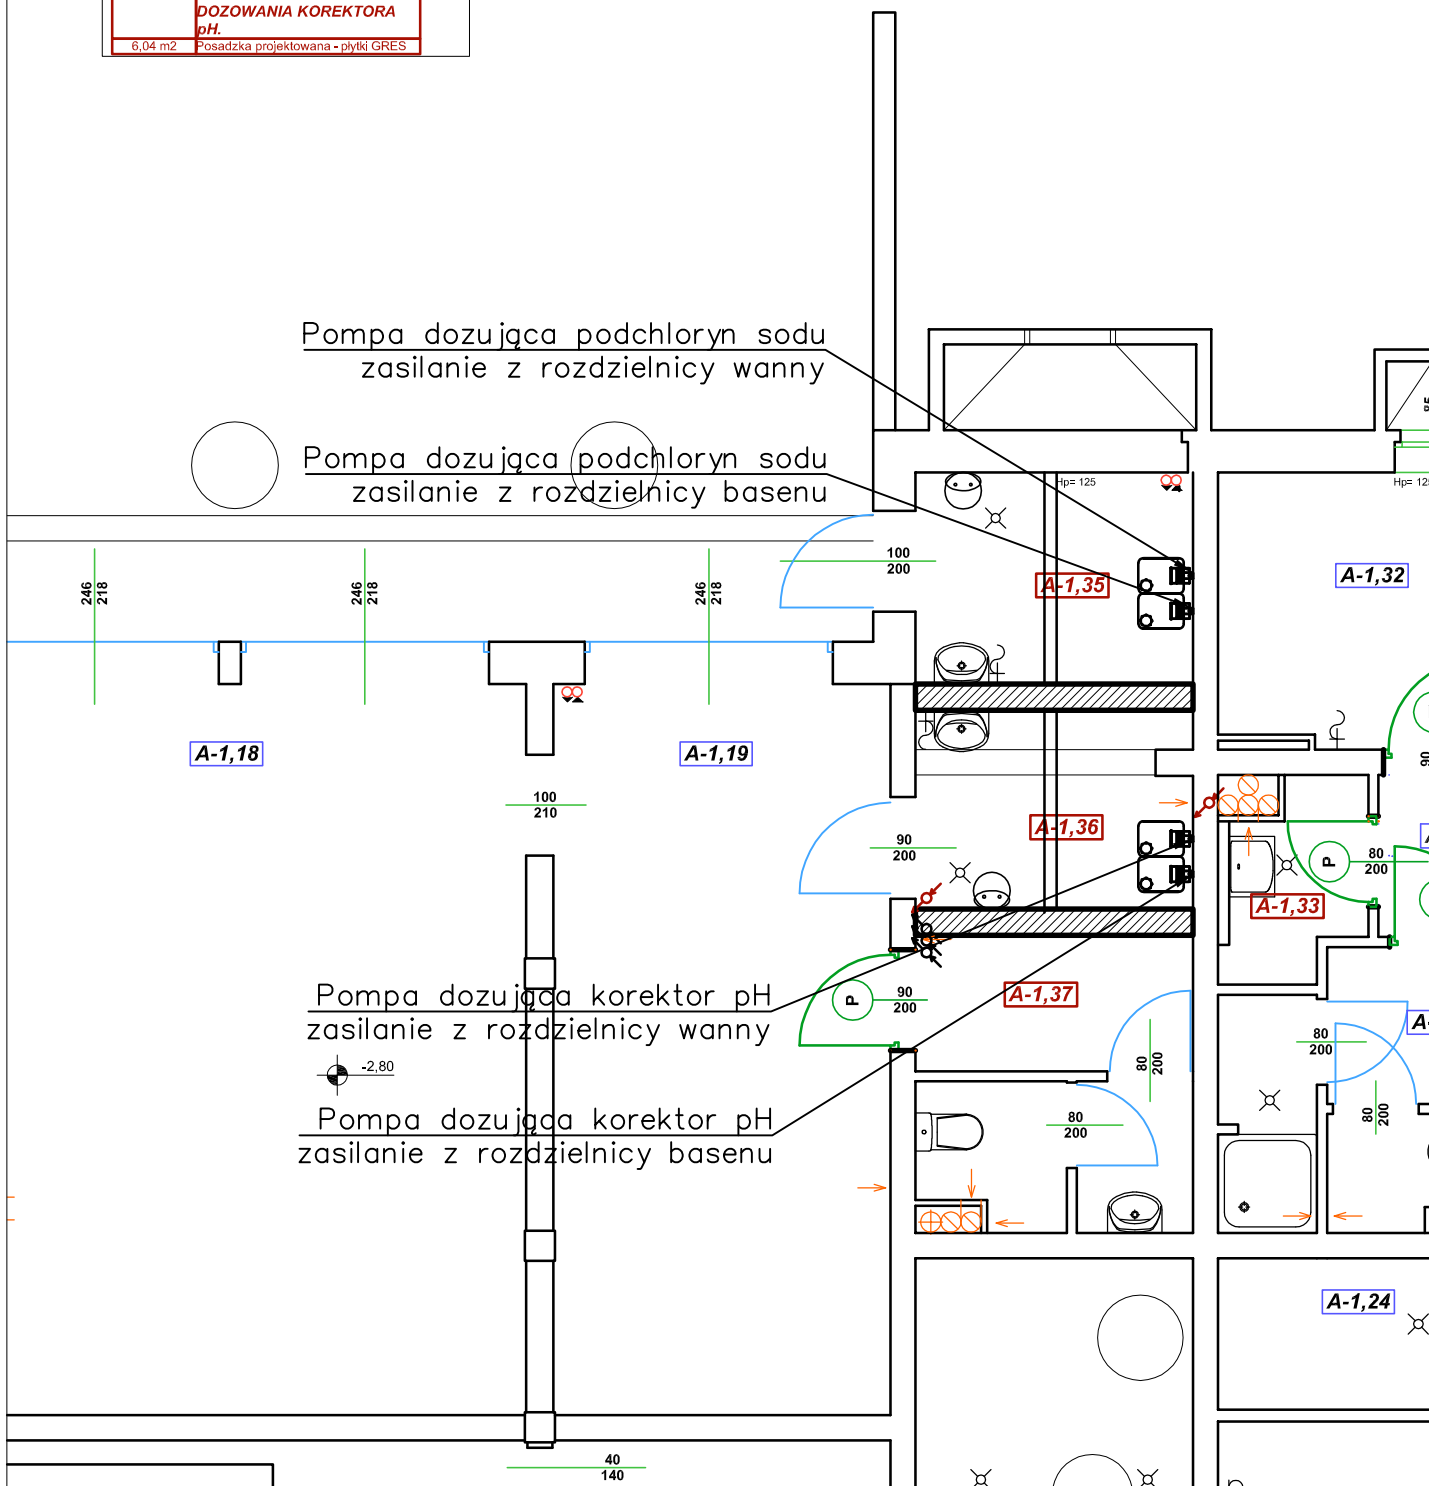 DOZOWANIA KOREKTORA
pH.
6,04 m2 Posadzka projektowana - płytki GRES
Pompa dozująca podchloryn sodu
zasilanie z rozdzielnicy wanny
Pompa dozująca podchloryn sodu
zasilanie z rozdzielnicy basenu
Hp= 125
Hp= 125
85
100
200
A-1,35
A-1,32
246
218
246
218
246
218
A-1,18
A-1,19
100
210
90
A-1,36
90
200
80
200
P
A-1,33
Pompa dozująca korektor pH
zasilanie z rozdzielnicy wanny
P
90
200
A-1,37
A-
80
200
80
200
-2,80
Pompa dozująca korektor pH
zasilanie z rozdzielnicy basenu
80
200
80
200
A-1,24
40
140